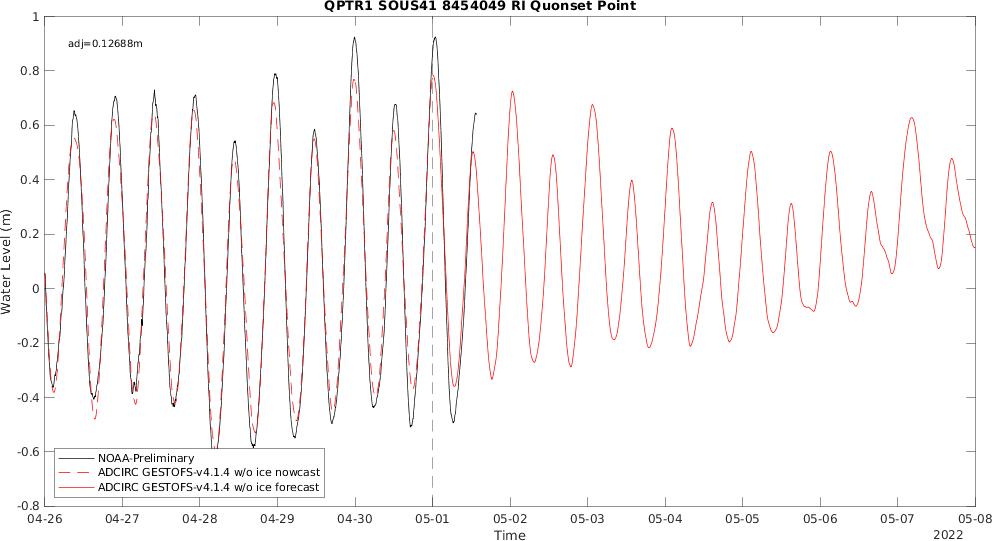 QPTR1 SOUS41 8454049 RI Quonset Point
adj=0.12688m
1
0.8
0.6
0.4
0.2
0
-0.2
-0.4
-0.6
-0.8
Water Level (m)
NOAA-Preliminary
ADCIRC GESTOFS-v4.1.4 w/o ice nowcast
ADCIRC GESTOFS-v4.1.4 w/o ice forecast
04-26 04-27 04-28 04-29 04-30 05-01 05-02 05-03 05-04 05-05 05-06 05-07 05-08
Time
2022